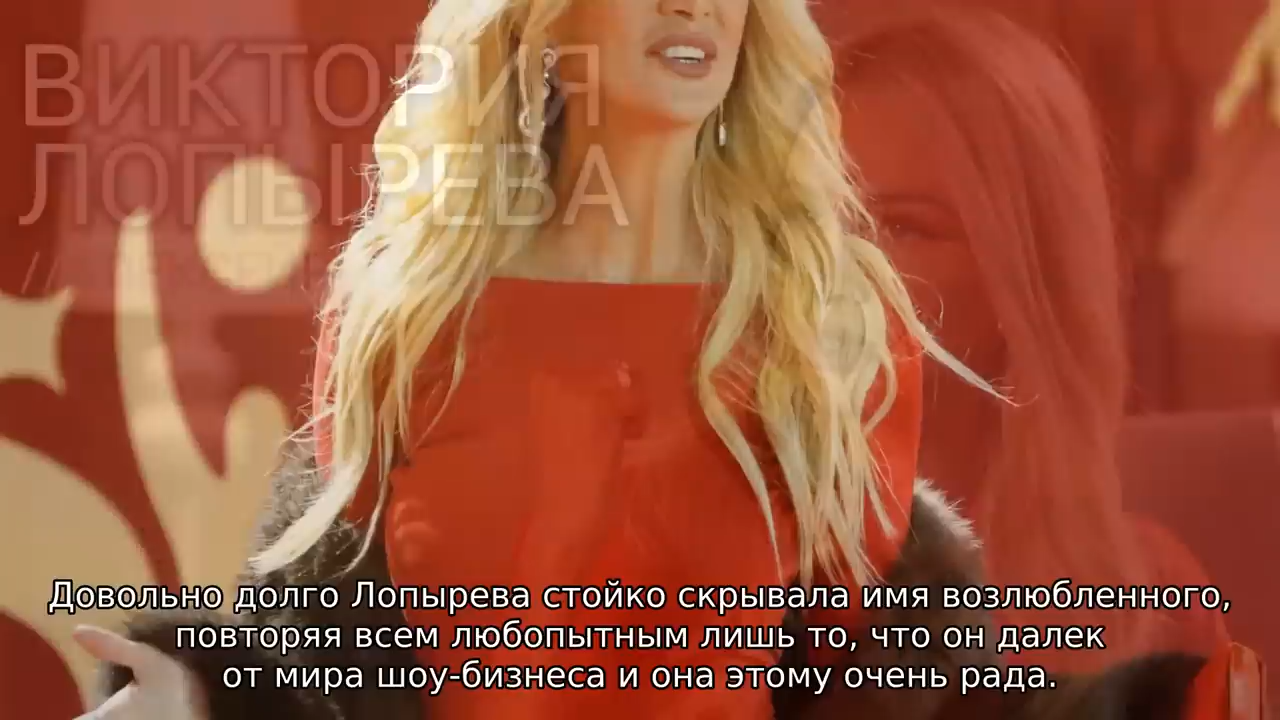 ВИКТОРИЯ
ЛОПЫРЕВА
Довольно долго Лопырева стойко скрывала имя возлюбленного,
повторяя всем любопытным лишь то, что он далек
от мира шоу-бизнеса и она этому очень рада.